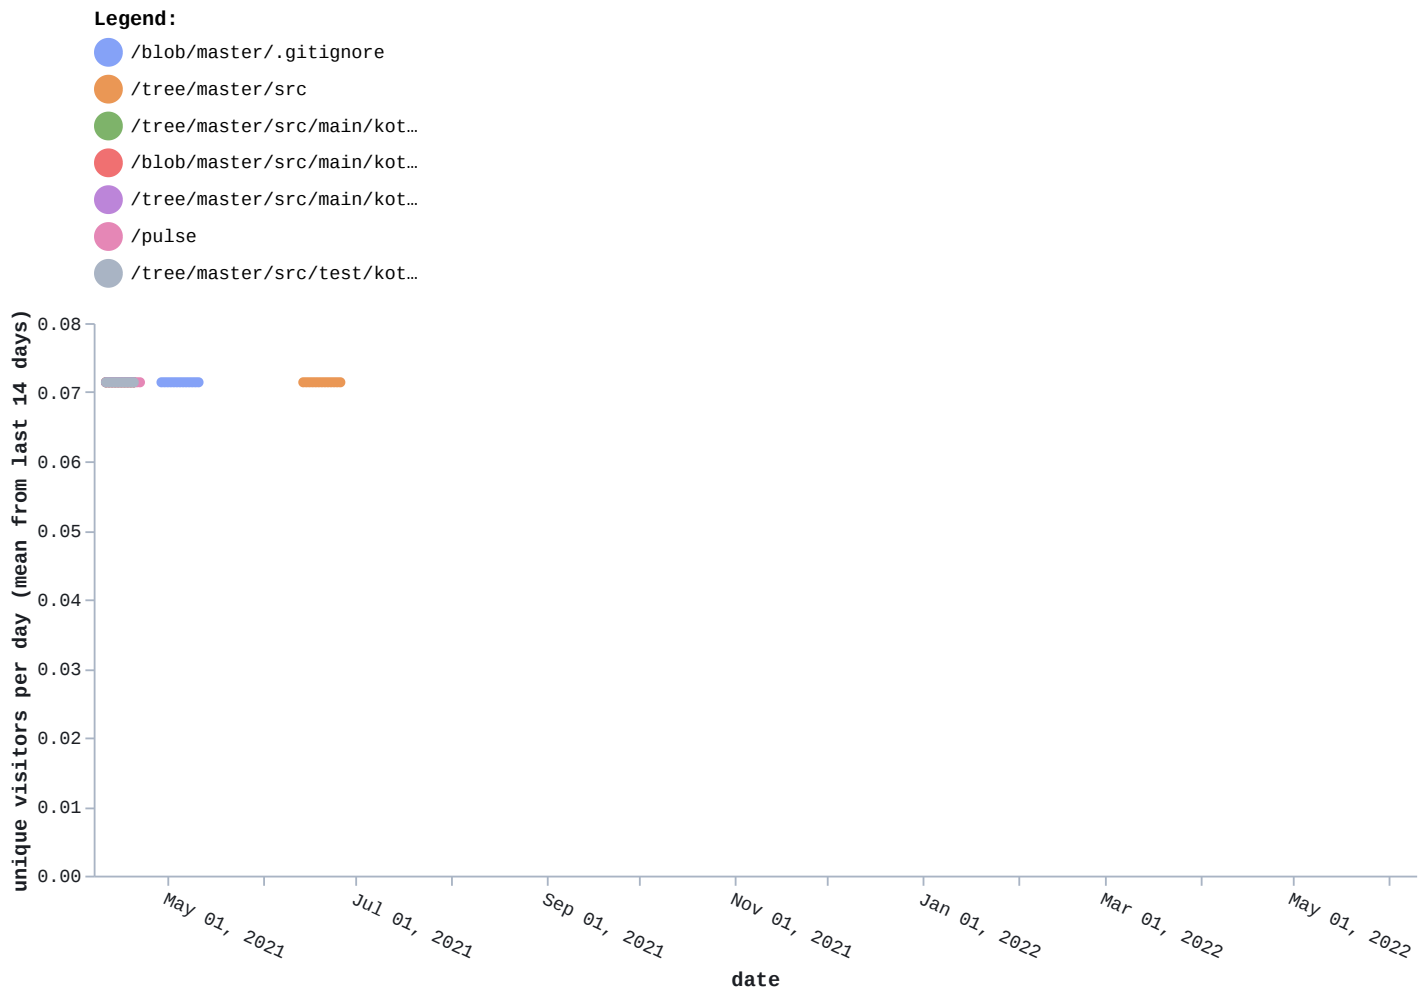 Legend:
/blob/master/.gitignore
/tree/master/src
/tree/master/src/main/kot…
/blob/master/src/main/kot…
/tree/master/src/main/kot…
/pulse
/tree/master/src/test/kot…
unique visitors per day (mean from last 14 days)
0.08
0.07
0.06
0.05
0.04
0.03
0.02
0.01
0.00
May 01, 2021
Jul 01, 2021
Sep 01, 2021
Nov 01, 2021
Jan 01, 2022
Mar 01, 2022
May 01, 2022
date